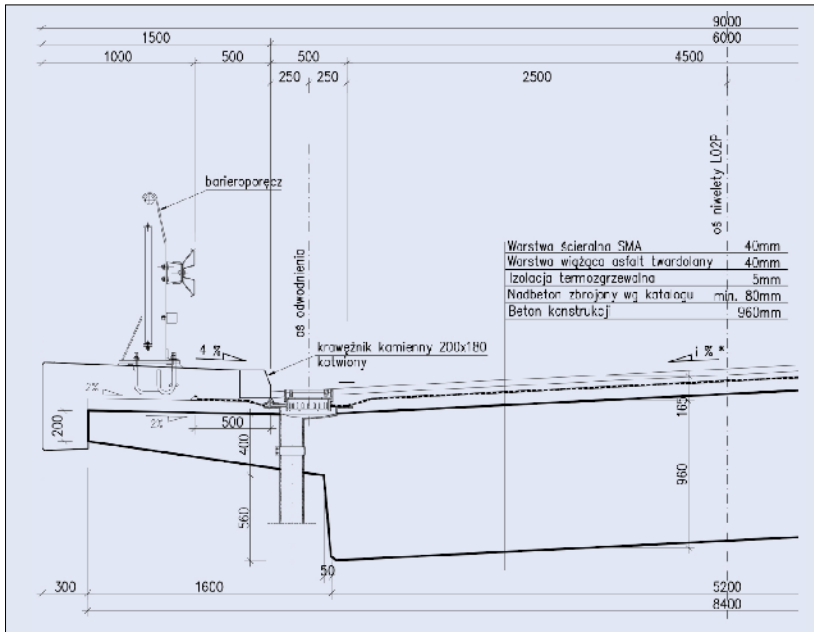 9000
1500
6000
1000
500
500
4500
250
250
2500
barieroporęcz
oś odwodnienia
oś niwelety L02P
Warstwa ścieralna SMA 40mm
Warstwa wiążąca asfalt twardolany 40mm
Izolacja termozgrzewalna 5mm
Nadbeton zbrojony wg katalogu min. 80mm
Beton konstrukcji 960mm
4 %
krawężnik kamienny 200x180
kotwiony
i % *
2%
165
200
2%
500
400
960
560
50
300
1600
5200
8400